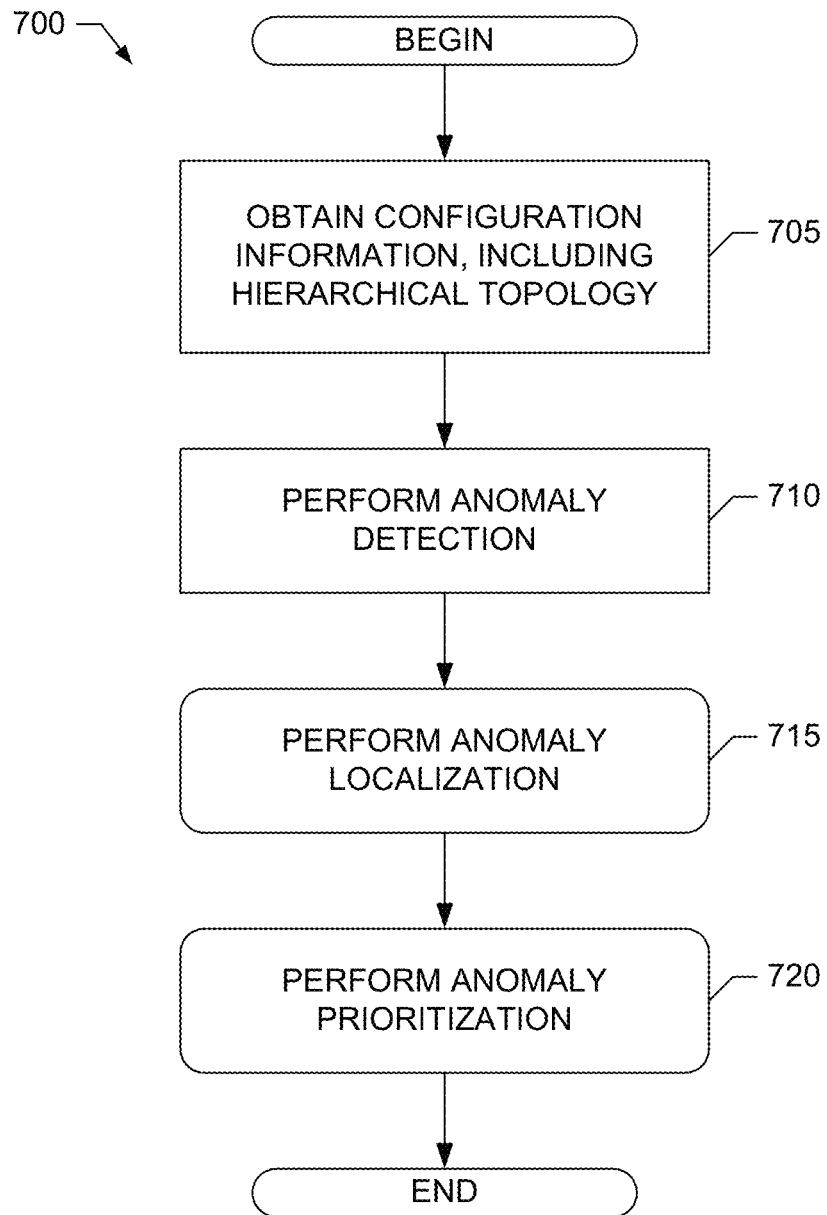 700
BEGIN
OBTAIN CONFIGURATION
INFORMATION, INCLUDING
HIERARCHICAL TOPOLOGY
705
PERFORM ANOMALY
DETECTION
710
PERFORM ANOMALY
LOCALIZATION
715
PERFORM ANOMALY
PRIORITIZATION
720
END